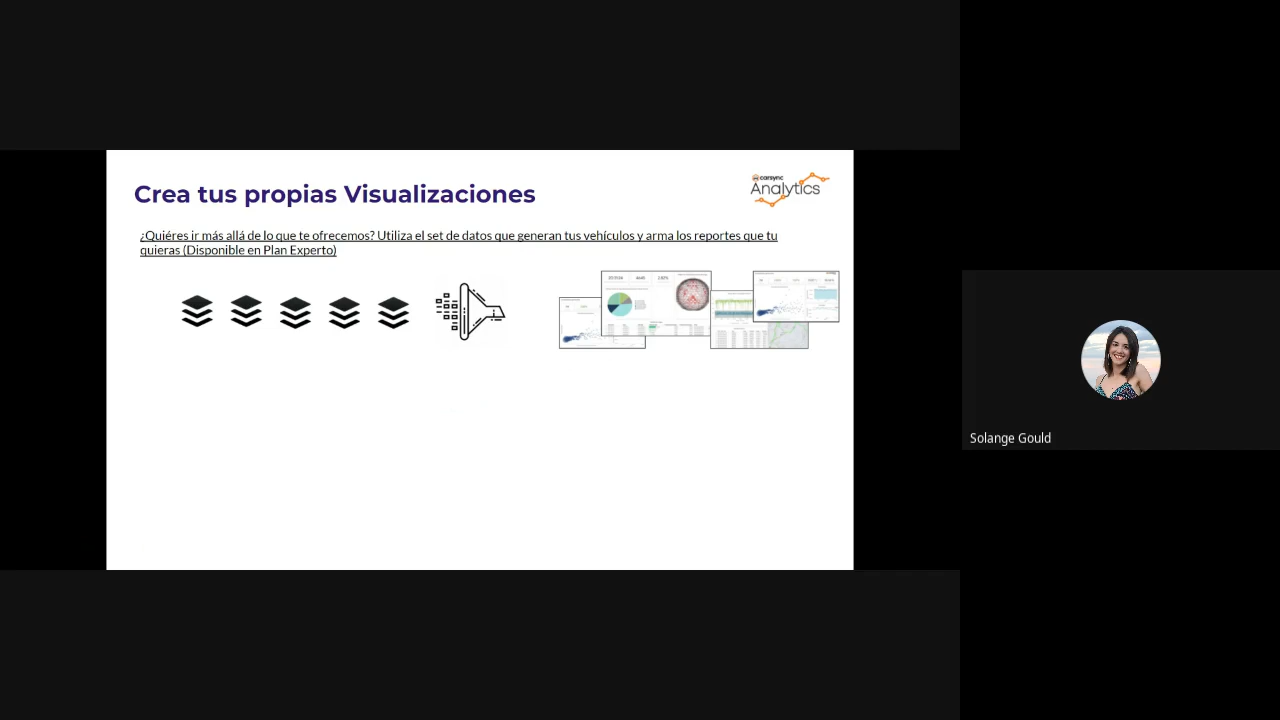 Crea tus propias Visualizaciones
carsync
Analytics
¿Quiéres ir más allá de lo que te ofrecemos? Utiliza el set de datos que generan tus vehículos y arma los reportes que tu
quieras (Disponible en Plan Experto)
Solange Gould